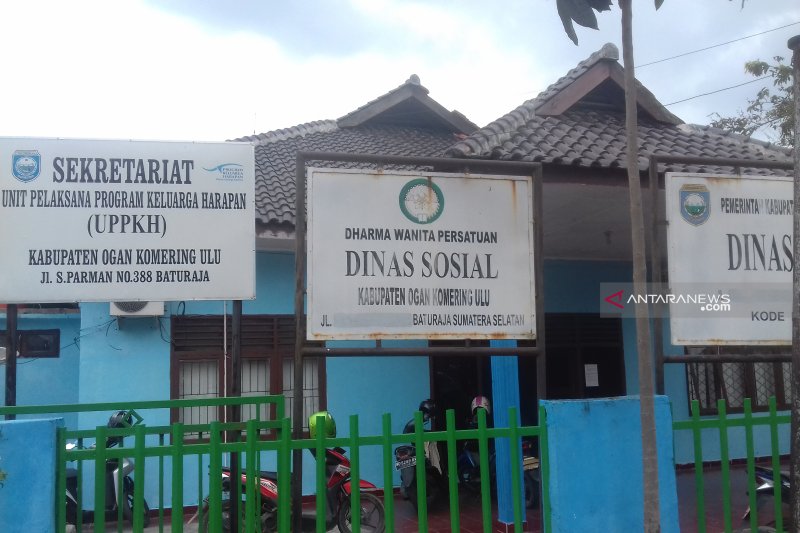 SEKRETARIAT
UNIT PELAKSANA PROGRAM KELUARGA HARAPAN
(UPPKH)
KABUPATEN OGAN KOMERING ULU
JL. S.PARMAN NO.388 BATURAJA
DHARMA WANITA PERSATUAN
DINAS SOSIAL
KABUPATEN OGAN KOMERING ULU
JL. BATURAJA SUMATERA SELATAN
PEMERINTAH KABUPAT
DINAS
KODE
ANTARANEWS
.com